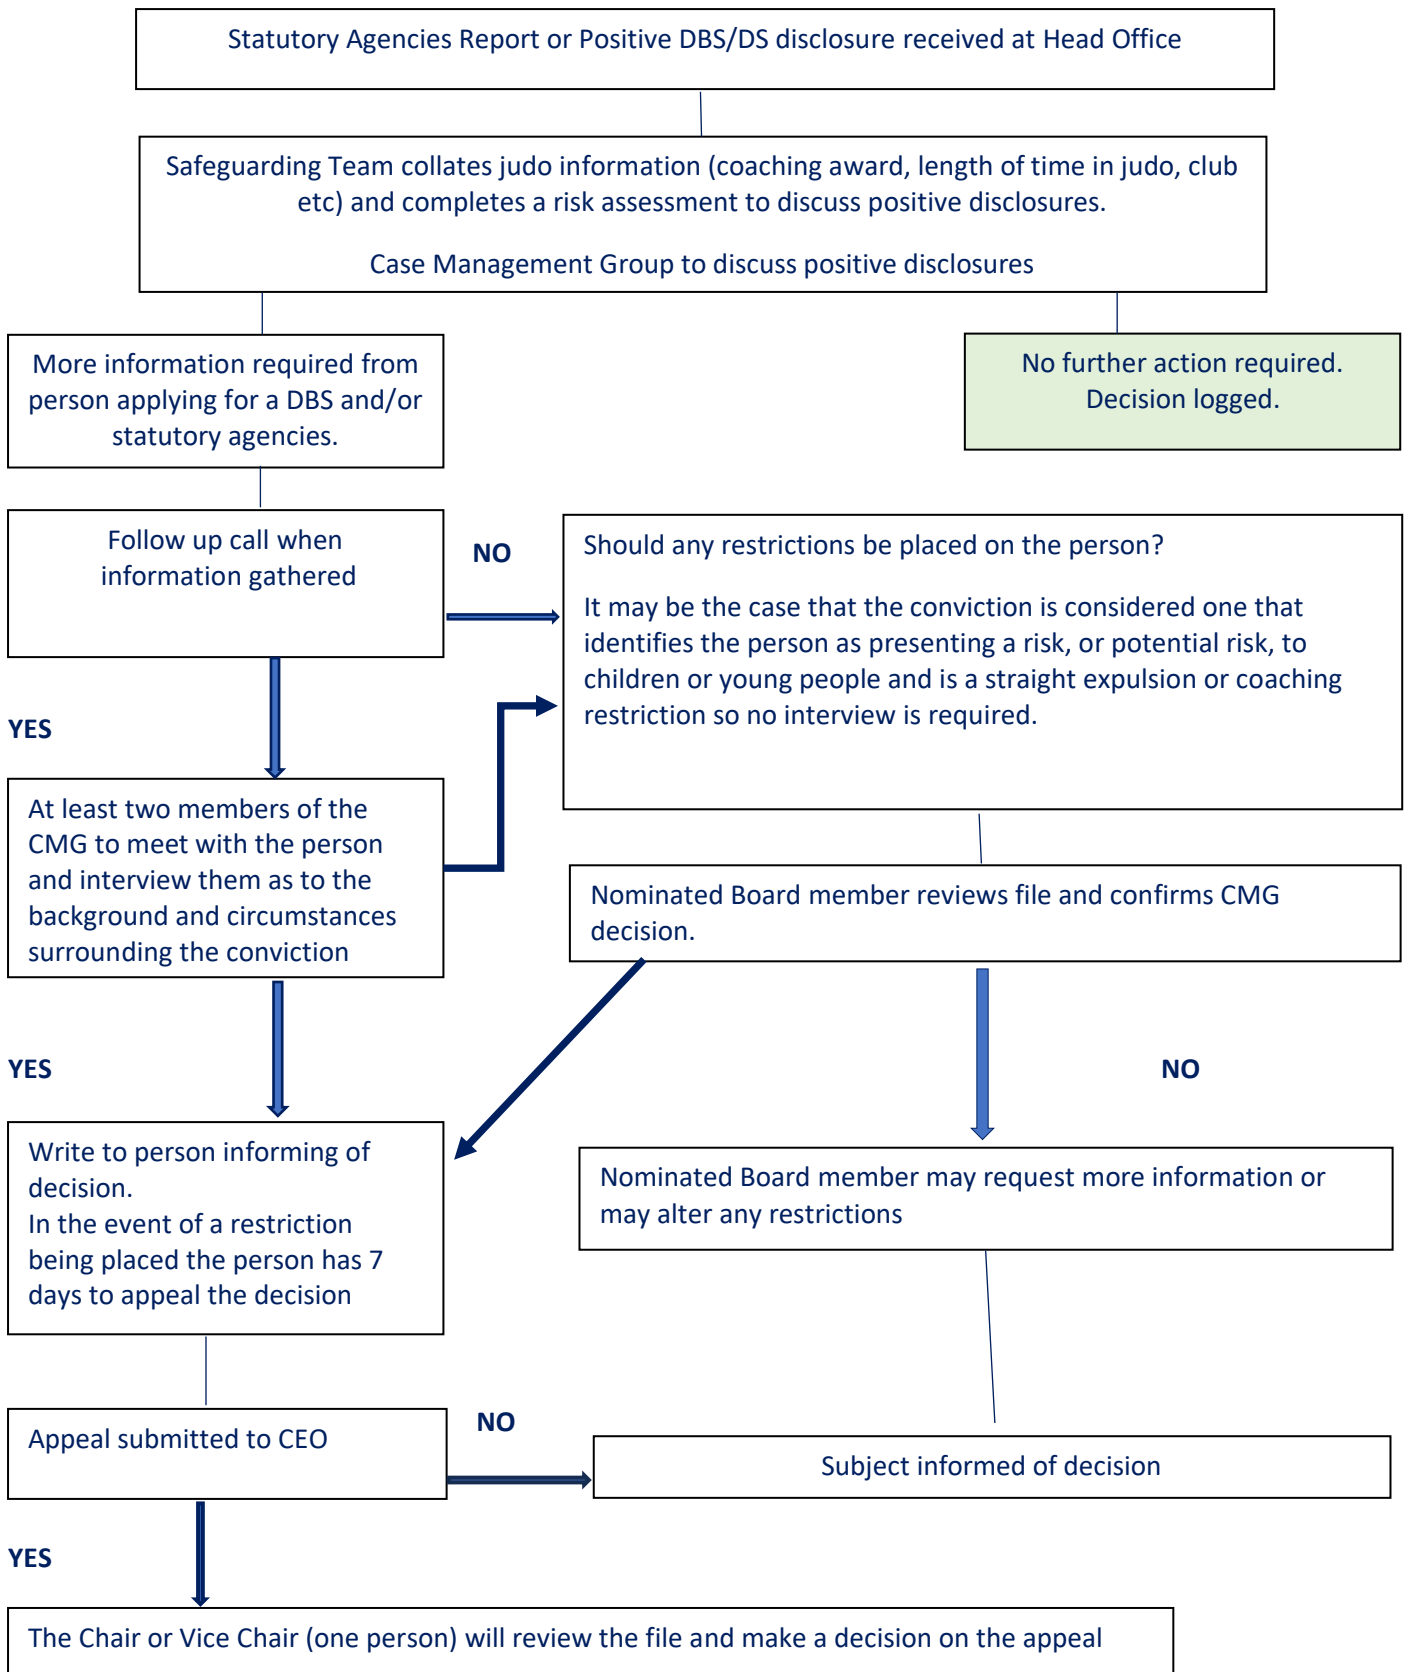 Statutory Agencies Report or Positive DBS/DS disclosure received at Head Office
Safeguarding Team collates judo information (coaching award, length of time in judo, club
etc) and completes a risk assessment to discuss positive disclosures.
Case Management Group to discuss positive disclosures
More information required from
person applying for a DBS and/or
statutory agencies.
No further action required.
Decision logged.
Follow up call when
information gathered
NO
Should any restrictions be placed on the person?
It may be the case that the conviction is considered one that
identifies the person as presenting a risk, or potential risk, to
children or young people and is a straight expulsion or coaching
restriction so no interview is required.
YES
At least two members of the
CMG to meet with the person
and interview them as to the
background and circumstances
surrounding the conviction
Nominated Board member reviews file and confirms CMG
decision.
YES
NO
Write to person informing of
decision.
In the event of a restriction
being placed the person has 7
days to appeal the decision
Nominated Board member may request more information or
may alter any restrictions
Appeal submitted to CEO
NO
Subject informed of decision
YES
The Chair or Vice Chair (one person) will review the file and make a decision on the appeal